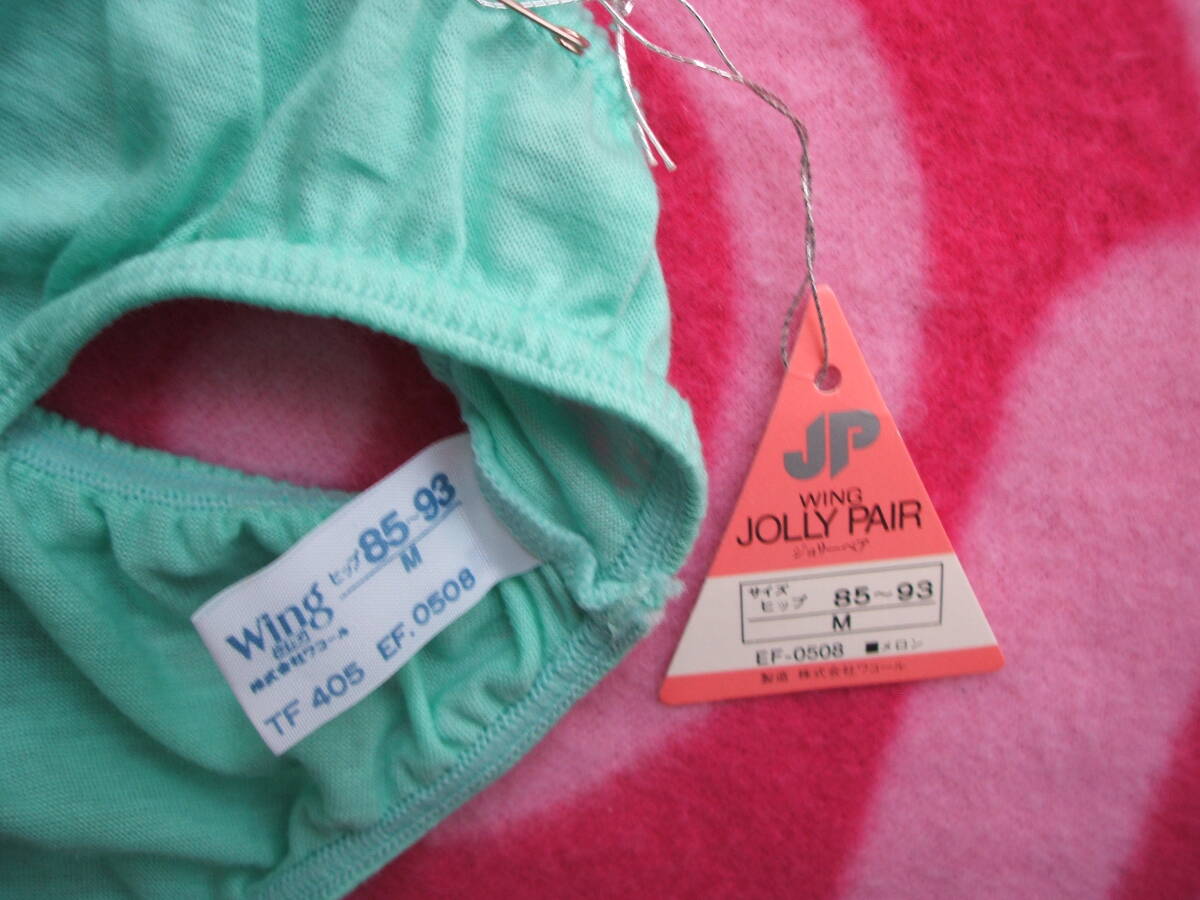 Wing
ヒップ 85~93
M
株式会社ワコール
TF 405 EF. 0508
JP
WING
JOLLY PAIR
ジョリーペア
サイズ
ヒップ 85~93
M
EF-0508 ■メロン
製造 株式会社ワコール